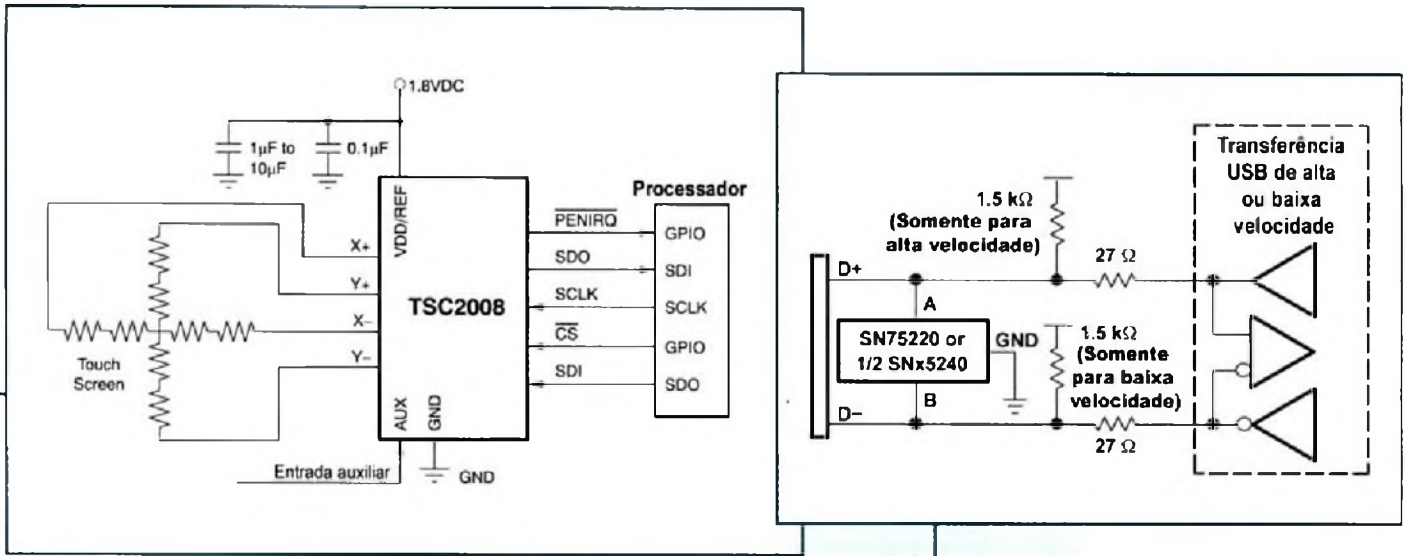 1.8VDC
1µF to
10µF
0.1µF
VDD/REF
Processador
PENIRQ
GPIO
X+
SDO
SDI
Y+
TSC2008
SCLK
SCLK
X−
CS
GPIO
Y−
SDI
SDO
Touch
Screen
AUX
GND
Entrada auxiliar
GND
Transferência
USB de alta
ou baixa
velocidade
1.5 kΩ
(Somente para
alta velocidade)
27 Ω
D+
A
SN75220 or
1/2 SNx5240
GND
1.5 kΩ
(Somente
para baixa
velocidade)
B
D−
27 Ω